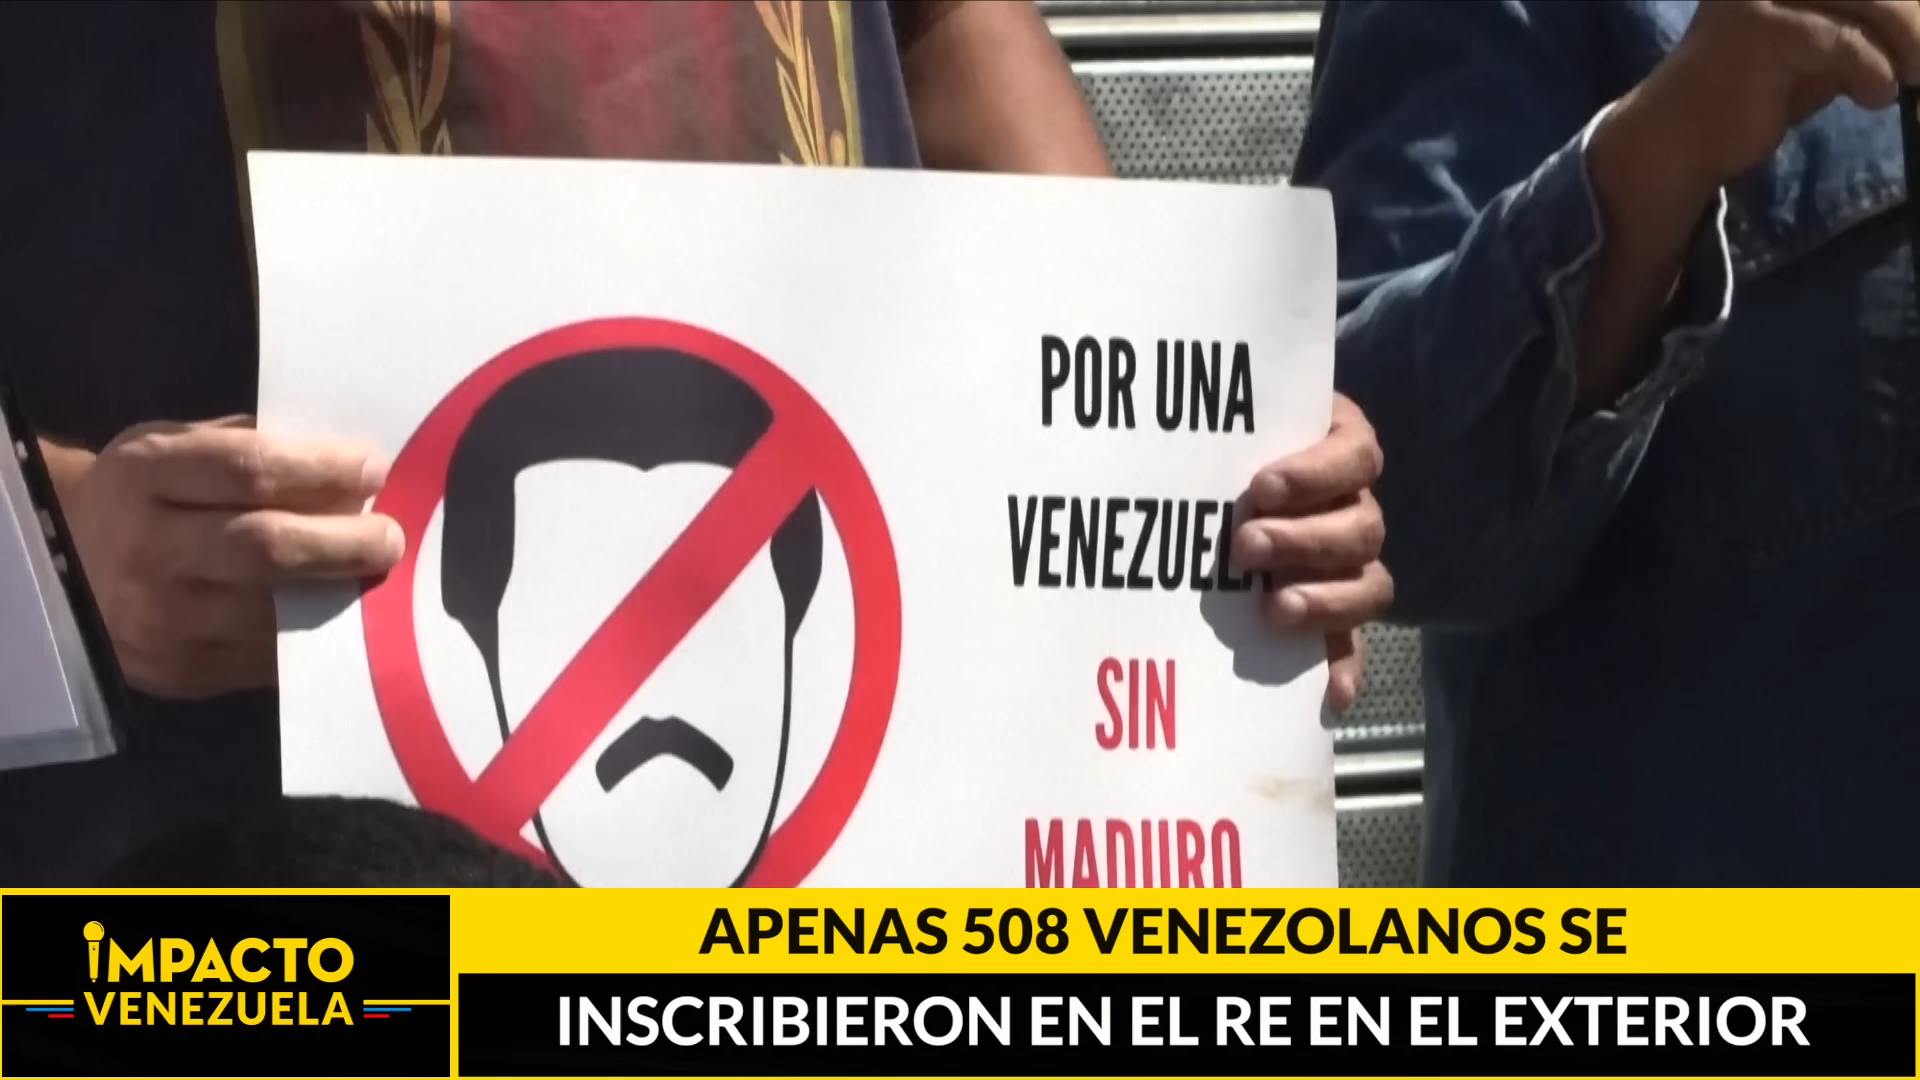 POR UNA
VENEZUELA
SIN
MADURO
IMPACTO
VENEZUELA
APENAS 508 VENEZOLANOS SE
INSCRIBIERON EN EL RE EN EL EXTERIOR